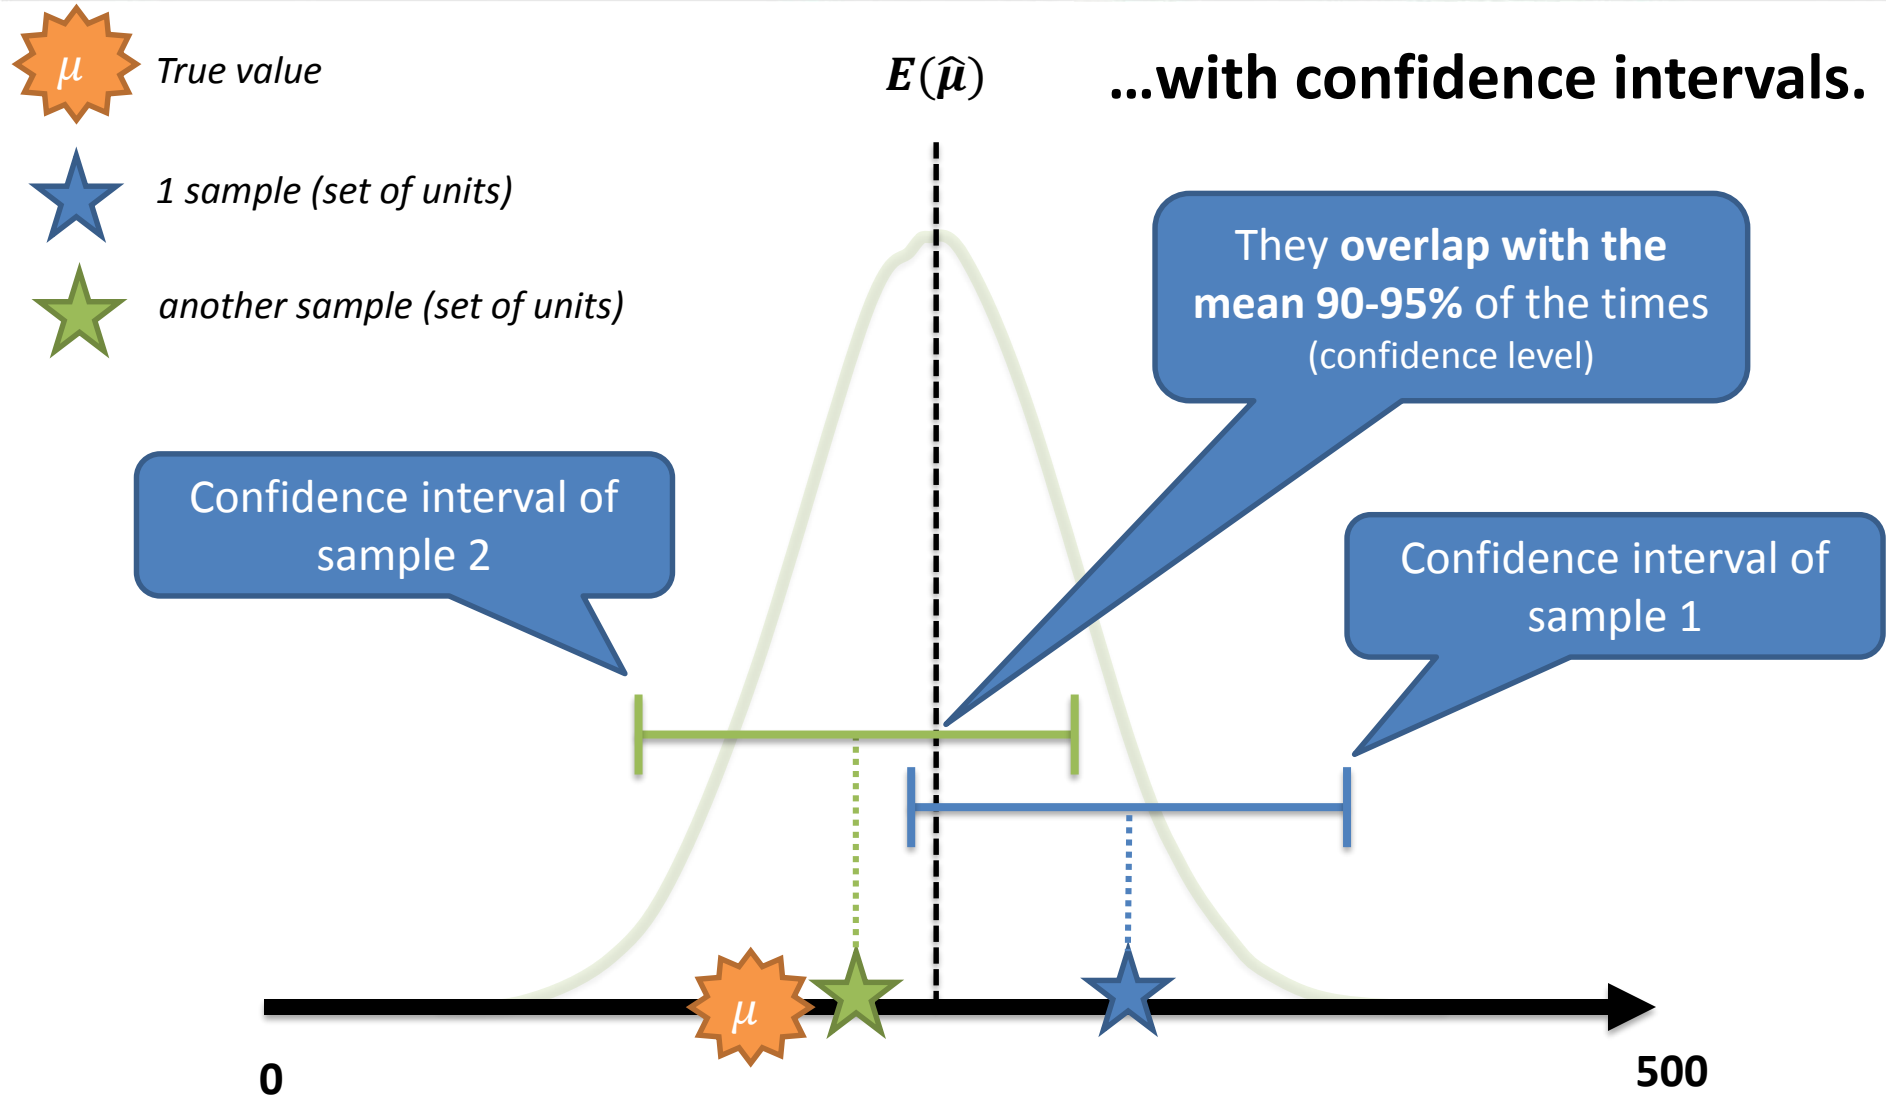 μ
True value
E(μ̂)
...with confidence intervals.
1 sample (set of units)
They overlap with the
mean 90-95% of the times
(confidence level)
another sample (set of units)
Confidence interval of
sample 2
Confidence interval of
sample 1
μ
0
500